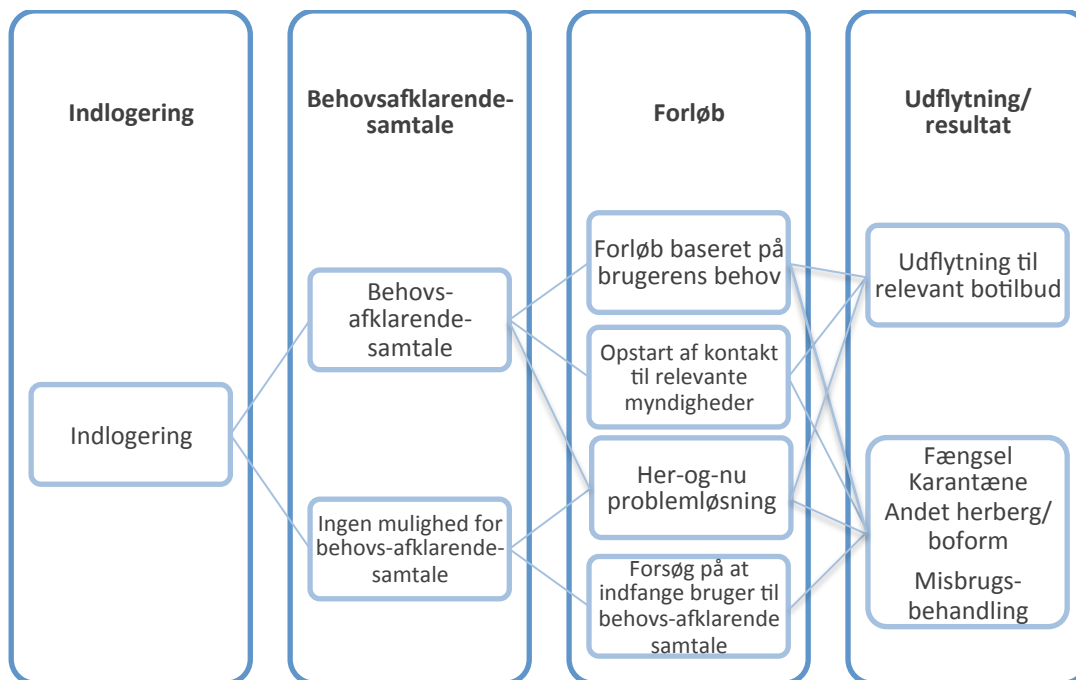 Indlogering
Behovsafklarende-
samtale
Forløb
Udflytning/
resultat
Indlogering
Behovs-
afklarende-
samtale
Ingen mulighed for
behovs-afklarende-
samtale
Forløb baseret på
brugerens behov
Opstart af kontakt
til relevante
myndigheder
Her-og-nu
problemløsning
Forsøg på at
indfange bruger til
behovs-afklarende
samtale
Udflytning til
relevant botilbud
Fængsel
Karantæne
Andet herberg/
boform
Misbrugs-
behandling